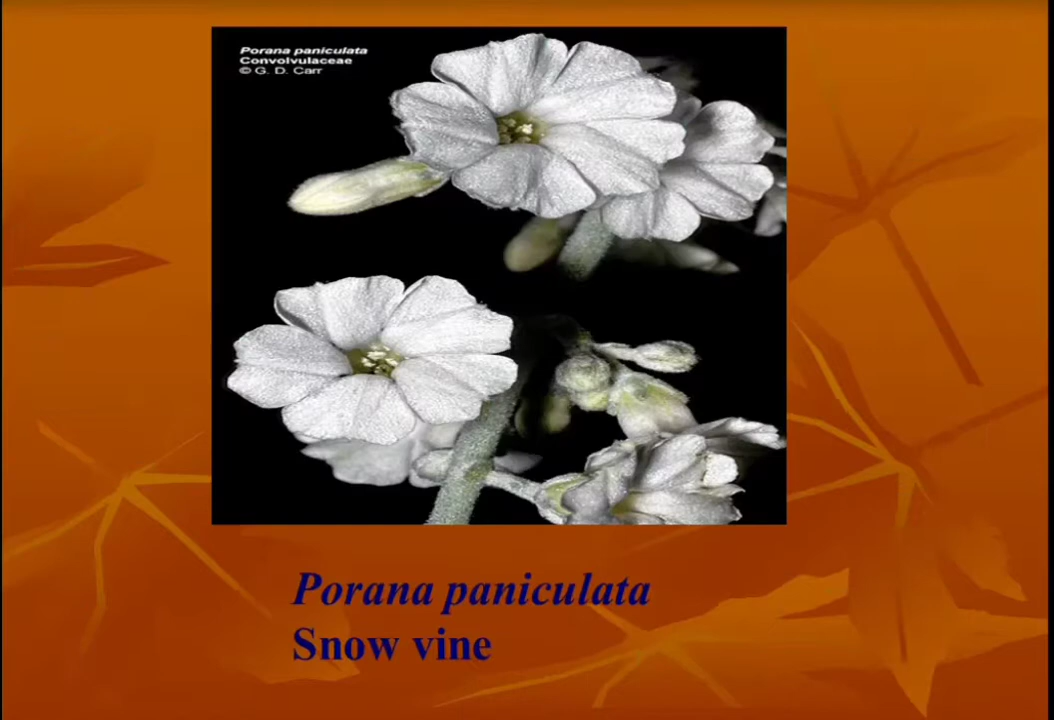 Porana paniculata
Convolvulaceae
© G. D. Carr
Porana paniculata
Snow vine